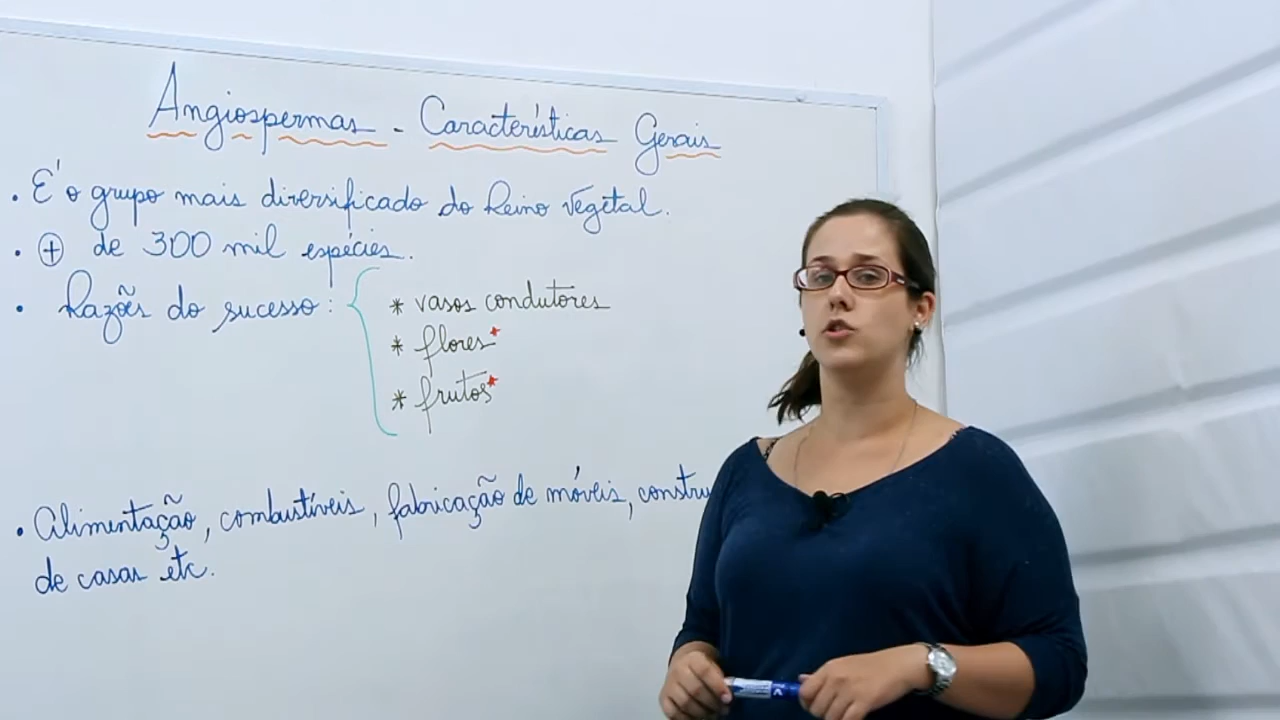 Angiospermas - Características Gerais
• É o grupo mais diversificado do Reino Vegetal.
• + de 300 mil espécies.
• Razões do sucesso: { * vasos condutores
* flores*
* frutos*
• Alimentação, combustíveis, fabricação de móveis, constru
de casas etc.